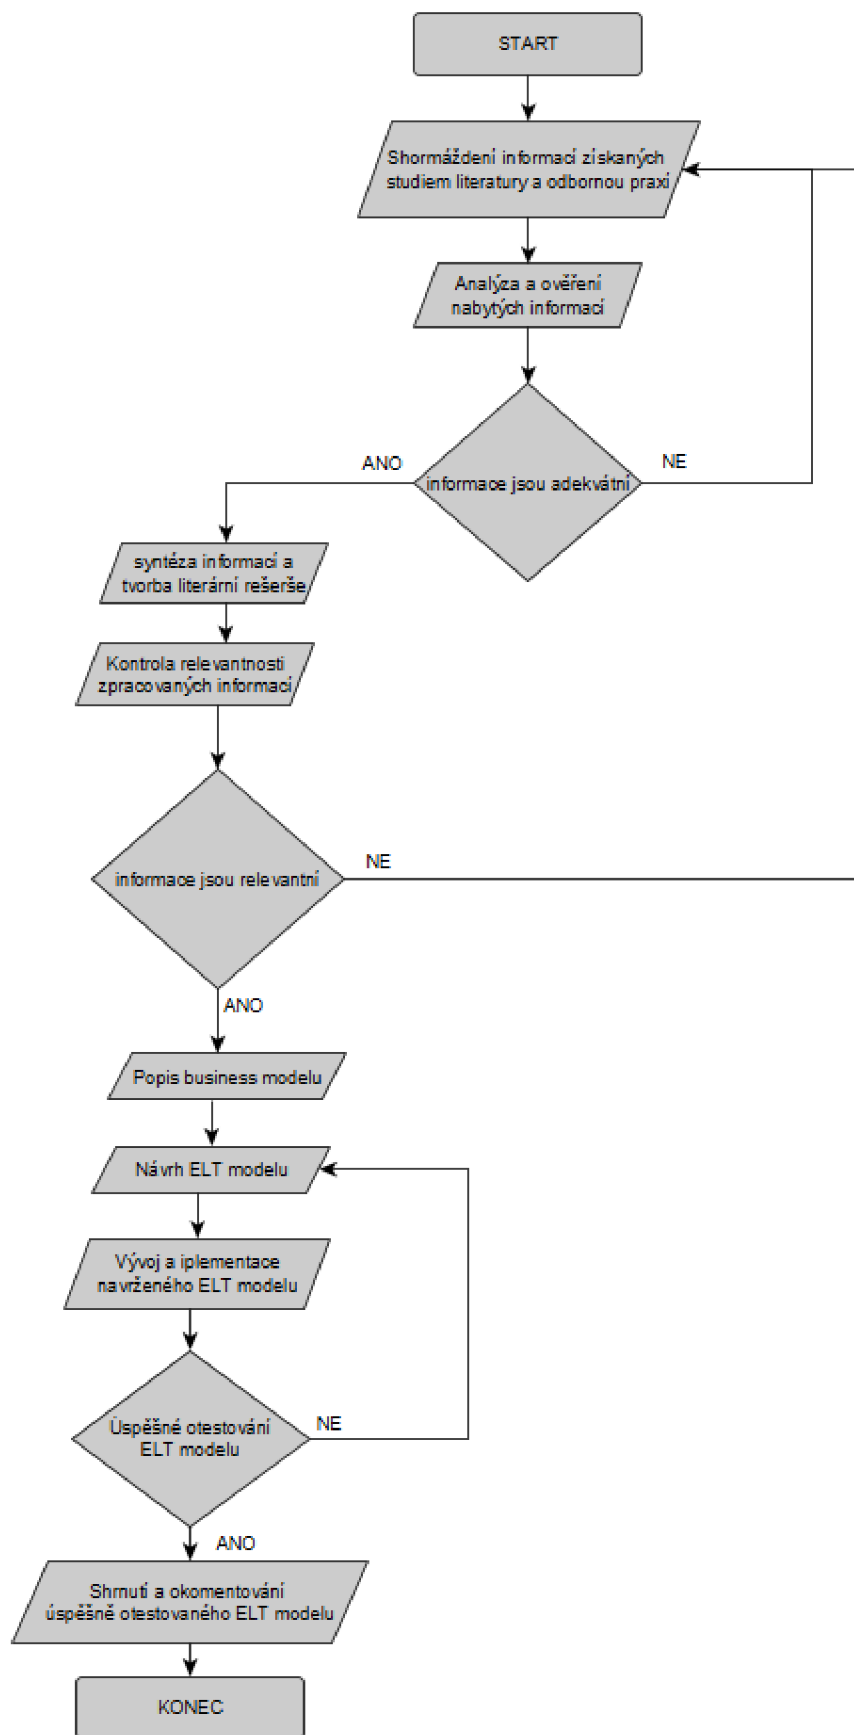 START
Shormáždení informací získaných
studiem literatury a odbornou praxí
Analýza a ověření
nabytých informací
ANO
NE
informace jsou adekvátní
syntéza informací a
tvorba literární rešerše
Kontrola relevantnosti
zpracovaných informací
informace jsou relevantní
NE
ANO
Popis business modelu
Návrh ELT modelu
Vývoj a iplementace
navrženého ELT modelu
Úspěšné otestování
ELT modelu
NE
ANO
Shrnutí a okomentování
úspěšně otestovaného ELT modelu
KONEC